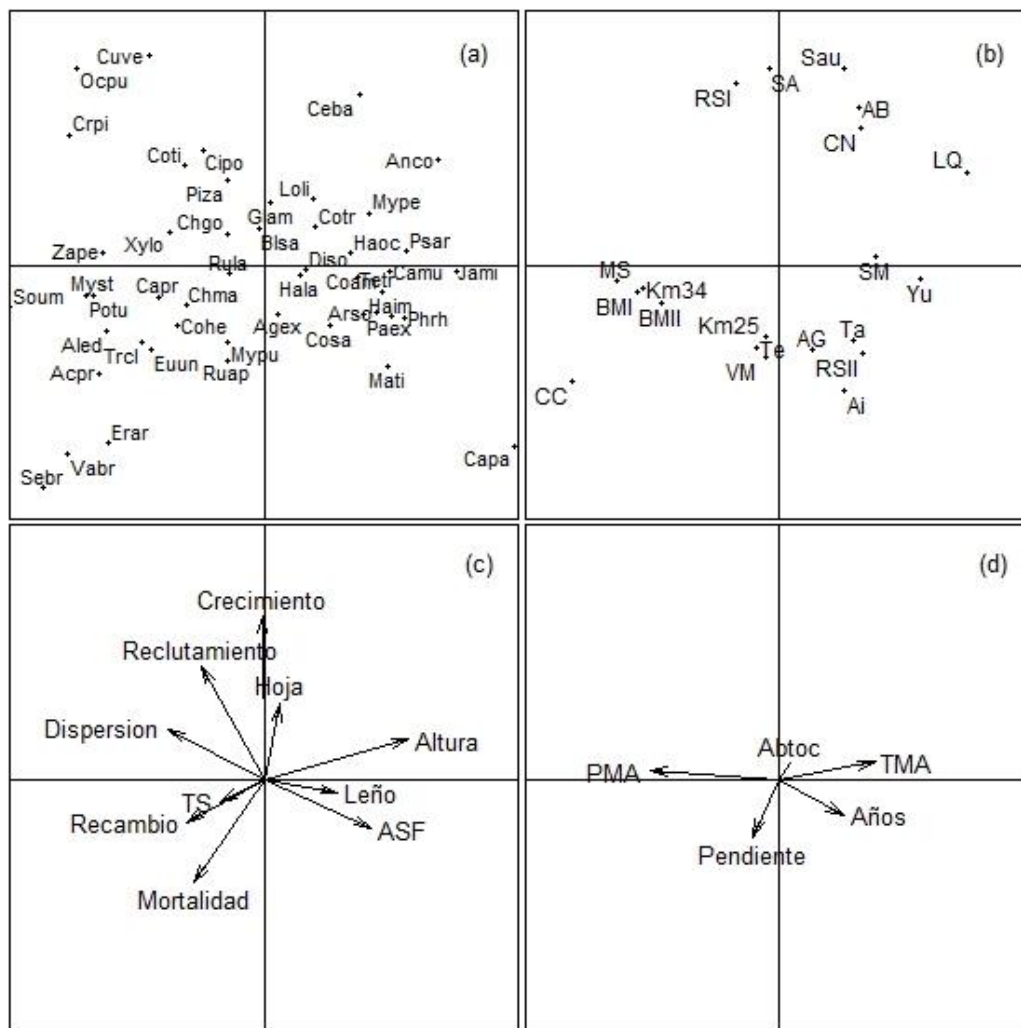 (a)
Cuve
Ocpu
Ceba
Crpi
Coti
Cipo
Anco
Piza
Loli
Mype
Chgo
Glam
Cotr
Xylo
Blsa
Haoc
Psar
Zape
Rula
Diso
Camu
Jami
Hala
Coam
Tetr
Soum
Myst
Capr
Potu
Chma
Arsc
Haim
Phrh
Paex
Cohe
Agex
Cosa
Aled
Trcl
Euun
Mypu
Ruap
Acpr
Mati
Erar
Vabr
Sebr
Capa
(b)
Sau
SA
RSI
AB
CN
LQ
MS
SM
Yu
BMI
Km34
BMII
Km25
AG
Ta
Te
VM
RSII
CC
Ai
(c)
Crecimiento
Reclutamiento
Hoja
Dispersion
Altura
TS
Leño
Recambio
ASF
Mortalidad
(d)
Abtoc
PMA
TMA
Años
Pendiente